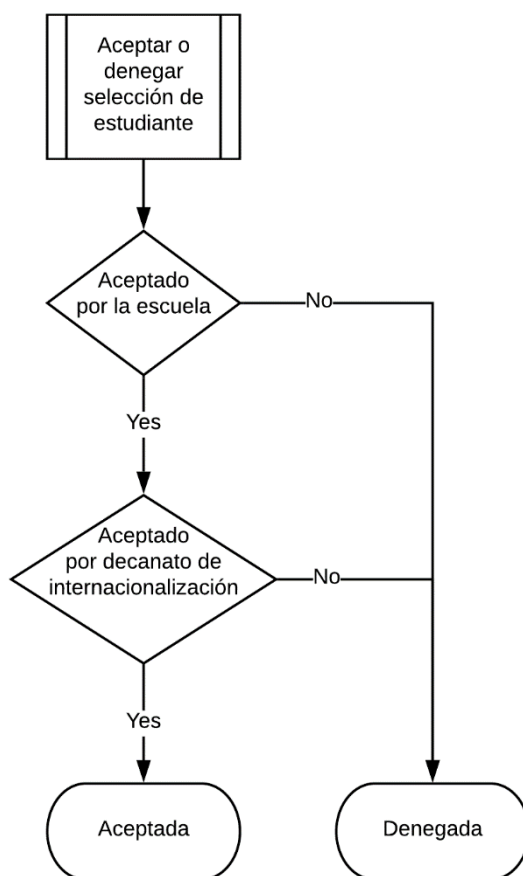 Aceptar o
denegar
selección de
estudiante
Aceptado
por la escuela
No
Yes
Aceptado
por decanato de
internacionalización
No
Yes
Aceptada
Denegada